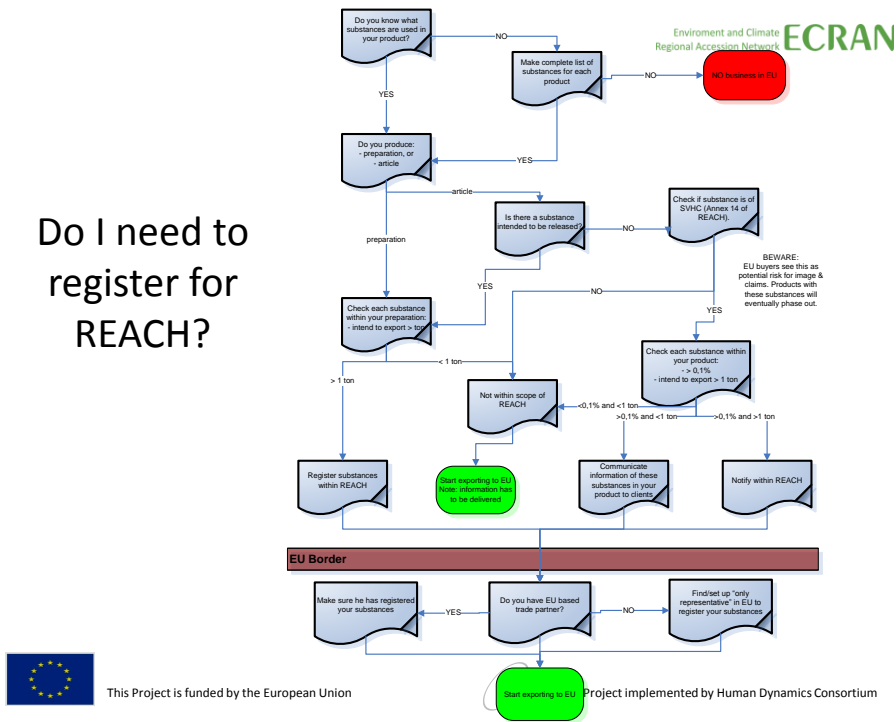 Enviroment and Climate
Regional Accession Network
ECRAN
Do I need to
register for
REACH?
Do you know what
substances are used in
your product?
NO
Make complete list of
substances for each
product
NO
NO business in EU
YES
Do you produce:
- preparation, or
- article
YES
article
Is there a substance
intended to be released?
NO
Check if substance is of
SVHC (Annex 14 of
REACH).
preparation
BEWARE:
EU buyers see this as
potential risk for image &
claims. Products with
these substances will
eventually phase out.
YES
NO
YES
Check each substance
within your preparation:
- intend to export > ton
Check each substance within
your product:
- > 0,1%
- intend to export > 1 ton
< 1 ton
> 1 ton
Not within scope of
REACH
<0,1% and <1 ton
>0,1% and <1 ton
>0,1% and >1 ton
Register substances
within REACH
Start exporting to EU
Note: information has
to be delivered
Communicate
information of these
substances in your
product to clients
Notify within REACH
EU Border
Make sure he has registered
your substances
YES
Do you have EU based
trade partner?
NO
Find/set up “only
representative” in EU to
register your substances
This Project is funded by the European Union
Start exporting to EU
Project implemented by Human Dynamics Consortium